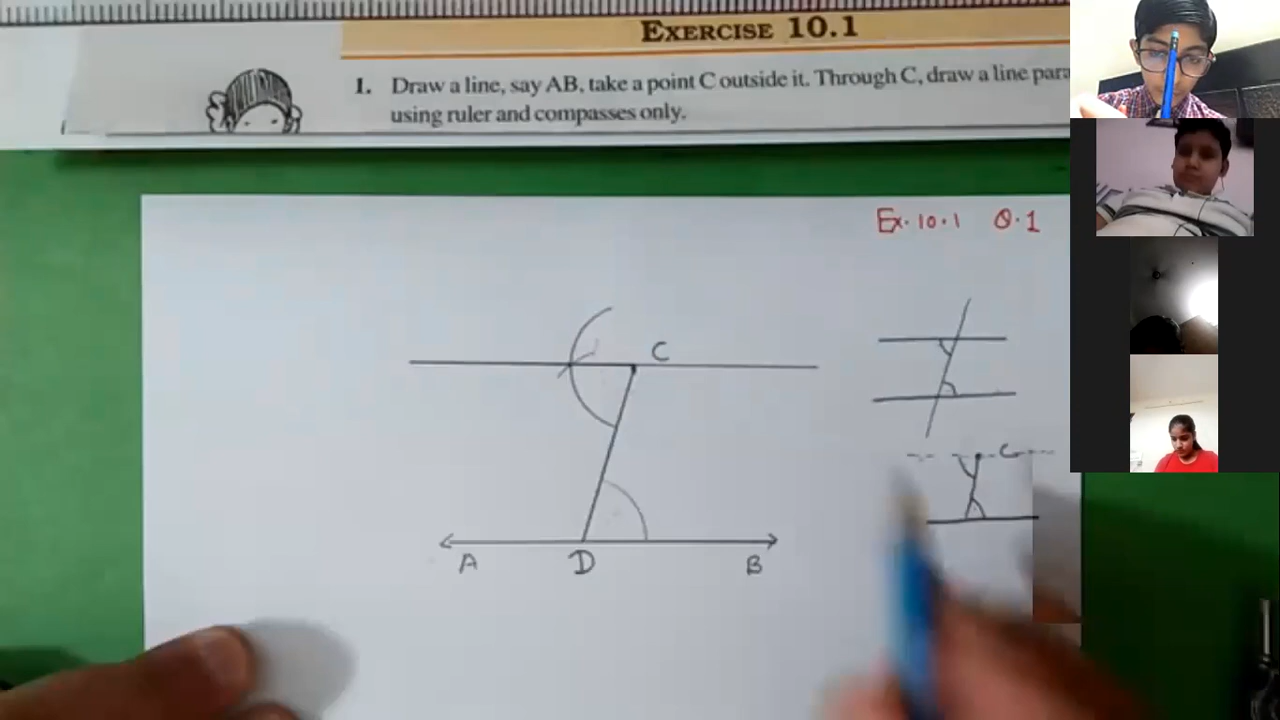 EXERCISE 10.1
1. Draw a line, say AB, take a point C outside it. Through C, draw a line para
using ruler and compasses only.
Ex. 10.1 Q.1
C
C
A D B